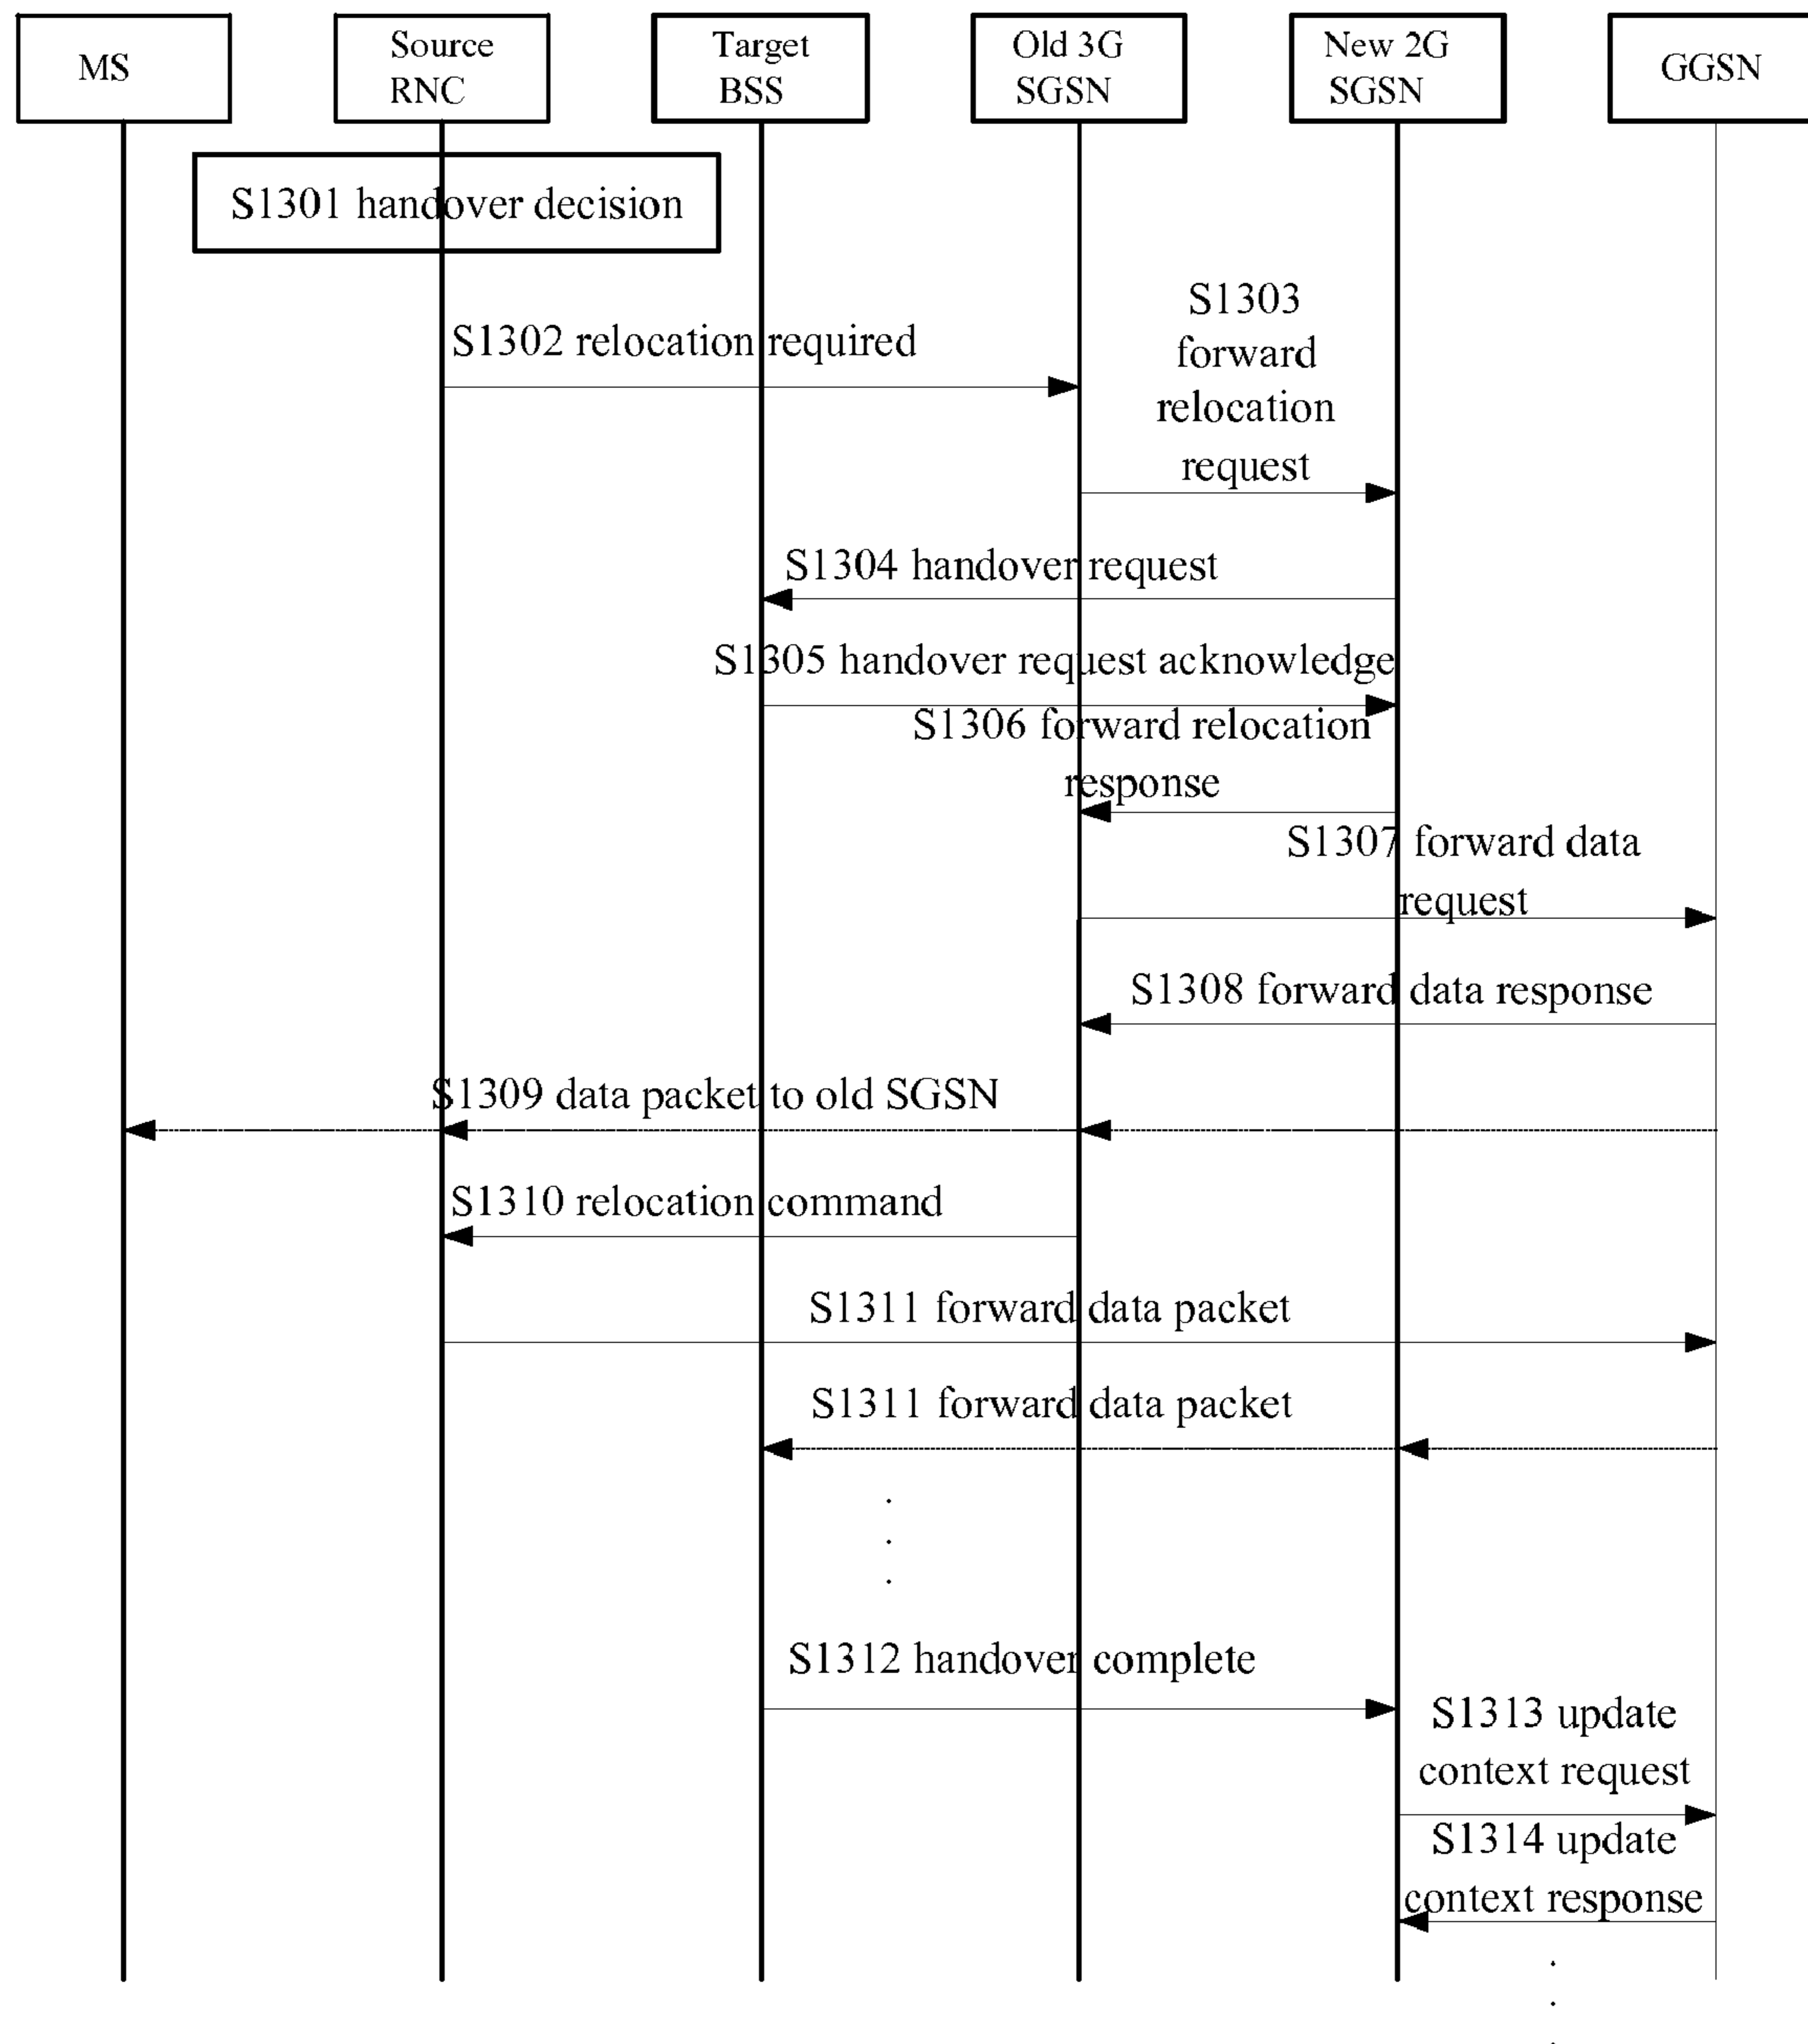 MS
Source
RNC
Target
BSS
Old 3G
SGSN
New 2G
SGSN
GGSN
S1301 handover decision
S1302 relocation required
S1303
forward
relocation
request
S1304 handover request
S1305 handover request acknowledge
S1306 forward relocation
response
S1307 forward data
request
S1308 forward data response
S1309 data packet to old SGSN
S1310 relocation command
S1311 forward data packet
S1311 forward data packet
S1312 handover complete
S1313 update
context request
S1314 update
context response